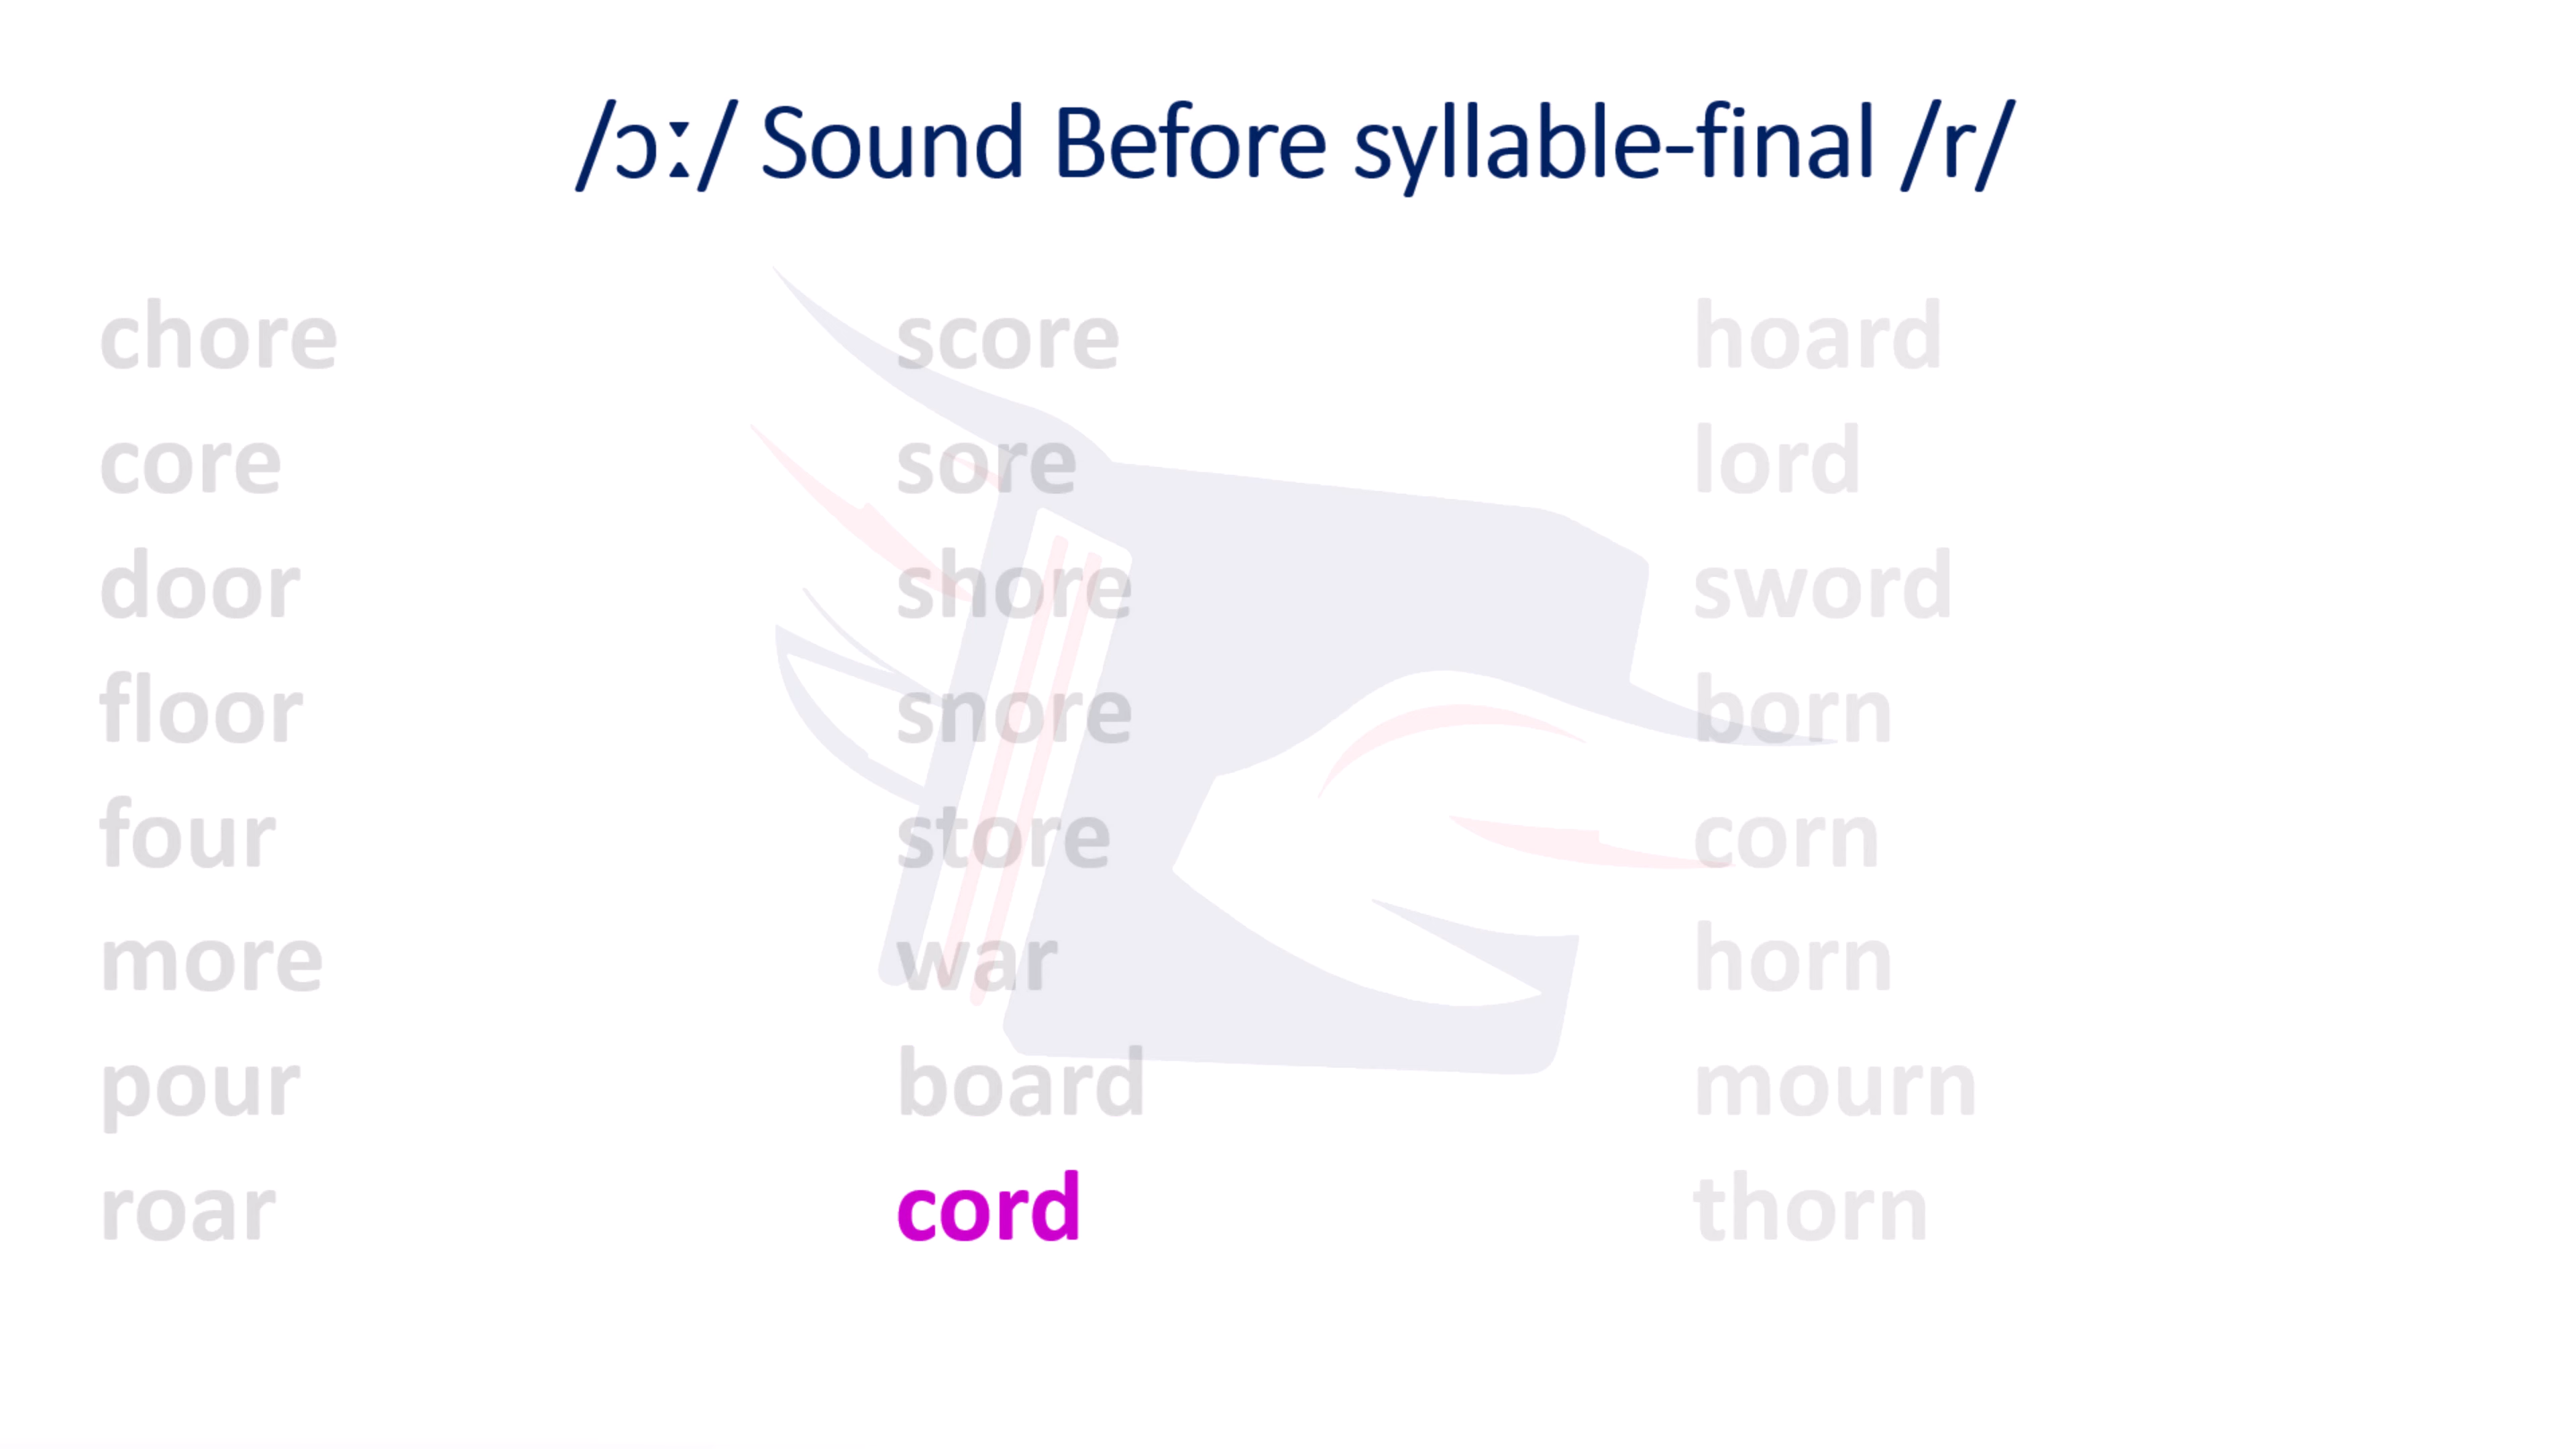 /ɔː/ Sound Before syllable-final /r/
chore
core
door
floor
four
more
pour
roar
score
sore
shore
snore
store
war
board
cord
hoard
lord
sword
born
corn
horn
mourn
thorn